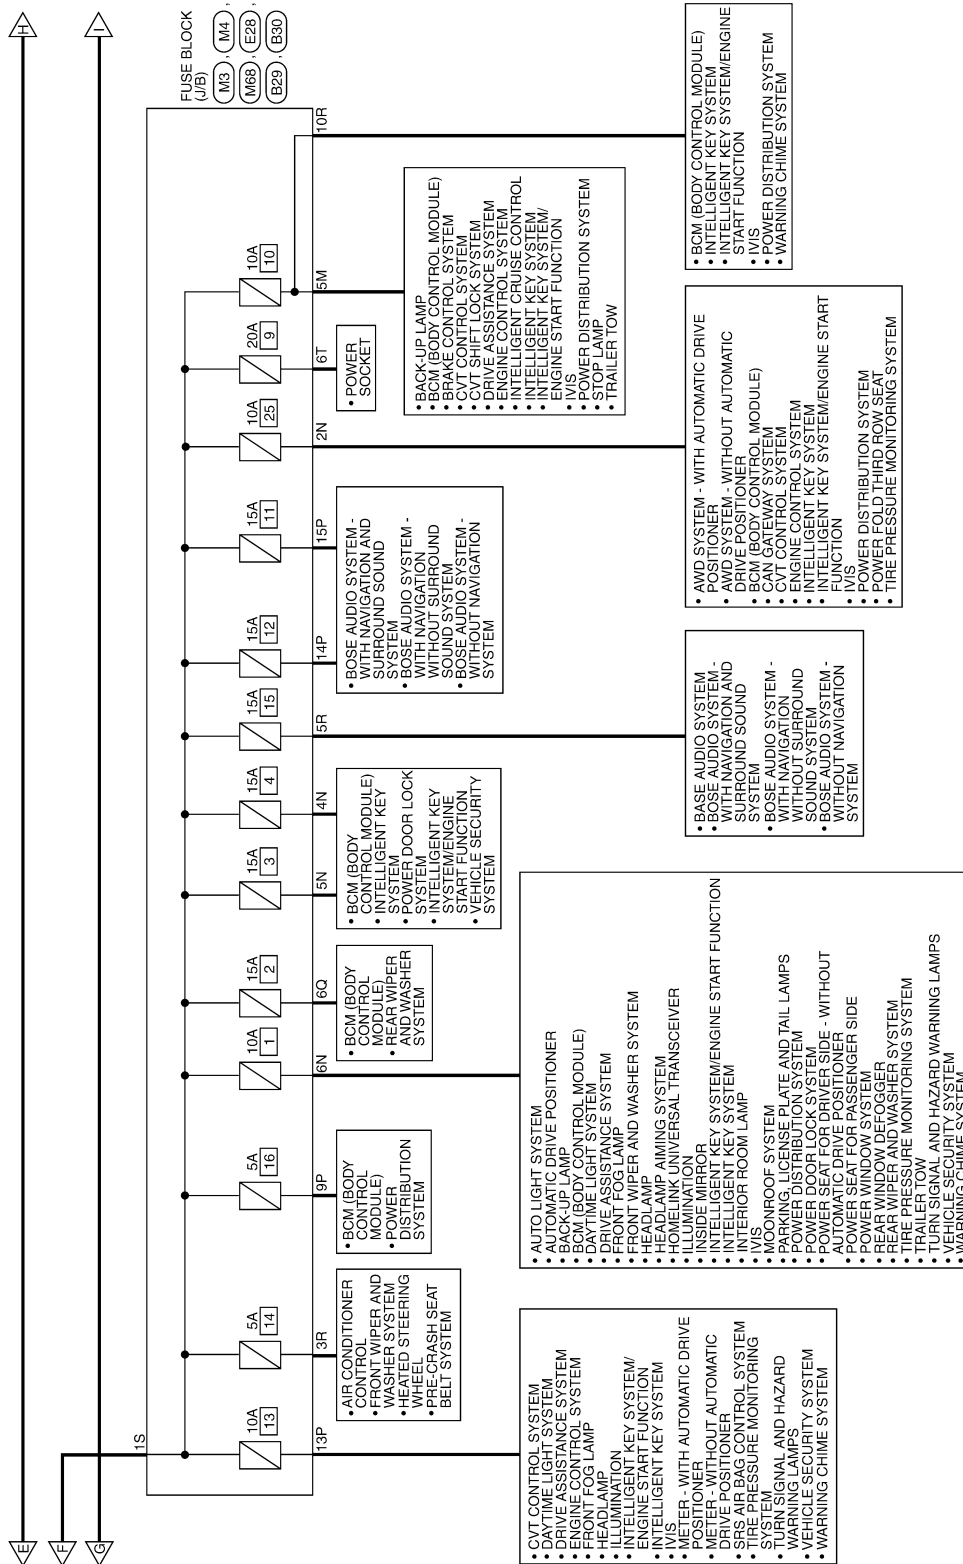 E
F
G
H
I
FUSE BLOCK
(J/B)
M3 , M4 ,
M68 , E28 ,
B29 , B30
1S
10A
13
13P
5A
14
3R
5A
16
9P
10A
1
6N
15A
2
6Q
15A
3
5N
15A
4
4N
15A
15
5R
15A
12
14P
15A
11
15P
10A
25
2N
20A
9
6T
10A
10
5M
10R
• CVT CONTROL SYSTEM
• DAYTIME LIGHT SYSTEM
• DRIVE ASSISTANCE SYSTEM
• ENGINE CONTROL SYSTEM
• FRONT FOG LAMP
• HEADLAMP
• ILLUMINATION
• INTELLIGENT KEY SYSTEM/
ENGINE START FUNCTION
• INTELLIGENT KEY SYSTEM
• IVIS
• METER - WITH AUTOMATIC DRIVE
POSITIONER
• METER - WITHOUT AUTOMATIC
DRIVE POSITIONER
• SRS AIR BAG CONTROL SYSTEM
• TIRE PRESSURE MONITORING
SYSTEM
• TURN SIGNAL AND HAZARD
WARNING LAMPS
• VEHICLE SECURITY SYSTEM
• WARNING CHIME SYSTEM
• AIR CONDITIONER
CONTROL
• FRONT WIPER AND
WASHER SYSTEM
• HEATED STEERING
WHEEL
• PRE-CRASH SEAT
BELT SYSTEM
• BCM (BODY
CONTROL
MODULE)
• POWER
DISTRIBUTION
SYSTEM
• AUTO LIGHT SYSTEM
• AUTOMATIC DRIVE POSITIONER
• BACK-UP LAMP
• BCM (BODY CONTROL MODULE)
• DAYTIME LIGHT SYSTEM
• DRIVE ASSISTANCE SYSTEM
• FRONT FOG LAMP
• FRONT WIPER AND WASHER SYSTEM
• HEADLAMP
• HEADLAMP AIMING SYSTEM
• HOMELINK UNIVERSAL TRANSCEIVER
• ILLUMINATION
• INSIDE MIRROR
• INTELLIGENT KEY SYSTEM/ENGINE START FUNCTION
• INTELLIGENT KEY SYSTEM
• INTERIOR ROOM LAMP
• IVIS
• MOONROOF SYSTEM
• PARKING, LICENSE PLATE AND TAIL LAMPS
• POWER DISTRIBUTION SYSTEM
• POWER DOOR LOCK SYSTEM
• POWER SEAT FOR DRIVER SIDE - WITHOUT
AUTOMATIC DRIVE POSITIONER
• POWER SEAT FOR PASSENGER SIDE
• POWER WINDOW SYSTEM
• REAR WINDOW DEFOGGER
• REAR WIPER AND WASHER SYSTEM
• TIRE PRESSURE MONITORING SYSTEM
• TRAILER TOW
• TURN SIGNAL AND HAZARD WARNING LAMPS
• VEHICLE SECURITY SYSTEM
• WARNING CHIME SYSTEM
• BCM (BODY
CONTROL
MODULE)
• REAR WIPER
AND WASHER
SYSTEM
• BCM (BODY
CONTROL MODULE)
• INTELLIGENT KEY
SYSTEM
• POWER DOOR LOCK
SYSTEM
• INTELLIGENT KEY
SYSTEM/ENGINE
START FUNCTION
• VEHICLE SECURITY
SYSTEM
• BASE AUDIO SYSTEM
• BOSE AUDIO SYSTEM -
WITH NAVIGATION AND
SURROUND SOUND
SYSTEM
• BOSE AUDIO SYSTEM -
WITH NAVIGATION
WITHOUT SURROUND
SOUND SYSTEM
• BOSE AUDIO SYSTEM -
WITHOUT NAVIGATION
SYSTEM
• BOSE AUDIO SYSTEM -
WITH NAVIGATION AND
SURROUND SOUND
SYSTEM
• BOSE AUDIO SYSTEM -
WITH NAVIGATION
WITHOUT SURROUND
SOUND SYSTEM
• BOSE AUDIO SYSTEM -
WITHOUT NAVIGATION
SYSTEM
• AWD SYSTEM - WITH AUTOMATIC DRIVE
POSITIONER
• AWD SYSTEM - WITHOUT AUTOMATIC
DRIVE POSITIONER
• BCM (BODY CONTROL MODULE)
• CAN GATEWAY SYSTEM
• CVT CONTROL SYSTEM
• ENGINE CONTROL SYSTEM
• INTELLIGENT KEY SYSTEM
• INTELLIGENT KEY SYSTEM/ENGINE START
FUNCTION
• IVIS
• POWER DISTRIBUTION SYSTEM
• POWER FOLD THIRD ROW SEAT
• TIRE PRESSURE MONITORING SYSTEM
• POWER
SOCKET
• BACK-UP LAMP
• BCM (BODY CONTROL MODULE)
• BRAKE CONTROL SYSTEM
• CVT CONTROL SYSTEM
• CVT SHIFT LOCK SYSTEM
• DRIVE ASSISTANCE SYSTEM
• ENGINE CONTROL SYSTEM
• INTELLIGENT CRUISE CONTROL
• INTELLIGENT KEY SYSTEM
• INTELLIGENT KEY SYSTEM/
ENGINE START FUNCTION
• IVIS
• POWER DISTRIBUTION SYSTEM
• STOP LAMP
• TRAILER TOW
• BCM (BODY CONTROL MODULE)
• INTELLIGENT KEY SYSTEM
• INTELLIGENT KEY SYSTEM/ENGINE
START FUNCTION
• IVIS
• POWER DISTRIBUTION SYSTEM
• WARNING CHIME SYSTEM